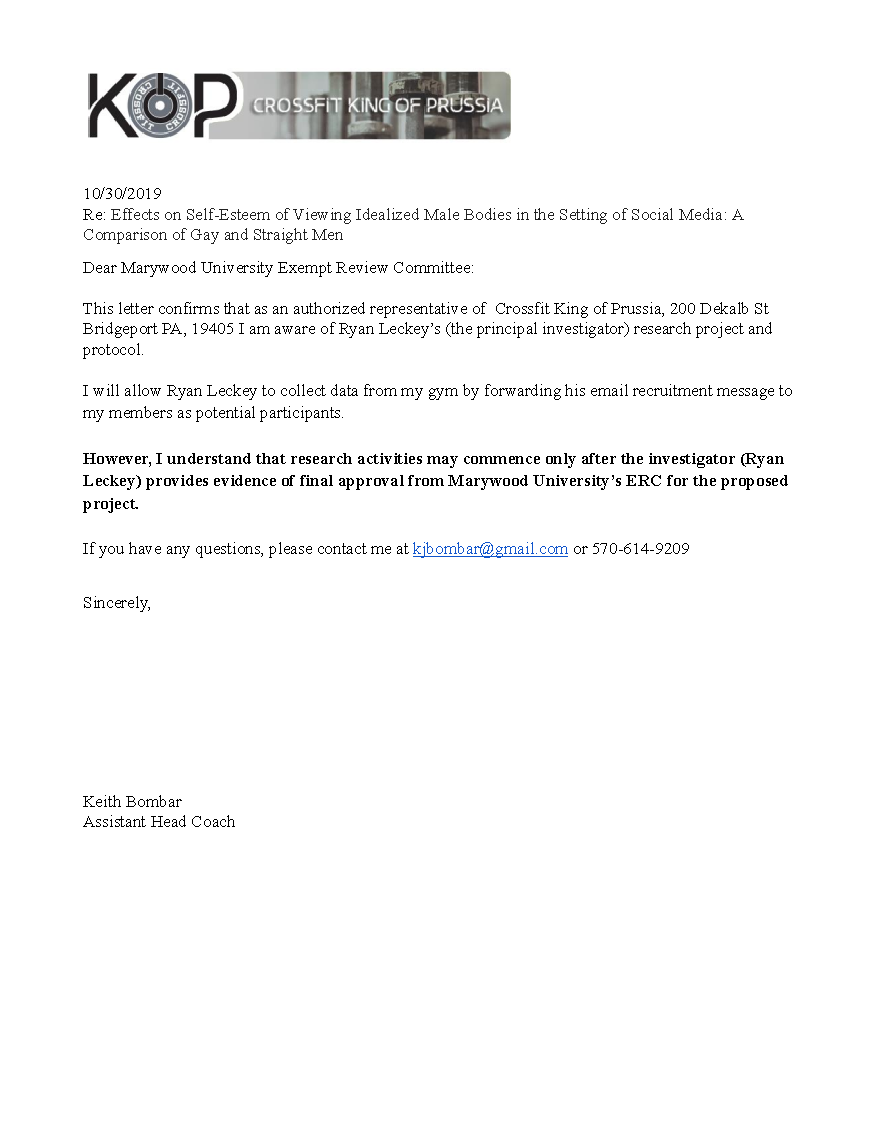 KOP CROSSFIT KING OF PRUSSIA
CROSSFIT CROSSFIT
10/30/2019
Re: Effects on Self-Esteem of Viewing Idealized Male Bodies in the Setting of Social Media: A
Comparison of Gay and Straight Men
Dear Marywood University Exempt Review Committee:
This letter confirms that as an authorized representative of  Crossfit King of Prussia, 200 Dekalb St
Bridgeport PA, 19405 I am aware of Ryan Leckey’s (the principal investigator) research project and
protocol.
I will allow Ryan Leckey to collect data from my gym by forwarding his email recruitment message to
my members as potential participants.
However, I understand that research activities may commence only after the investigator (Ryan
Leckey) provides evidence of final approval from Marywood University’s ERC for the proposed
project.
If you have any questions, please contact me at kjbombar@gmail.com or 570-614-9209
Sincerely,
Keith Bombar
Assistant Head Coach